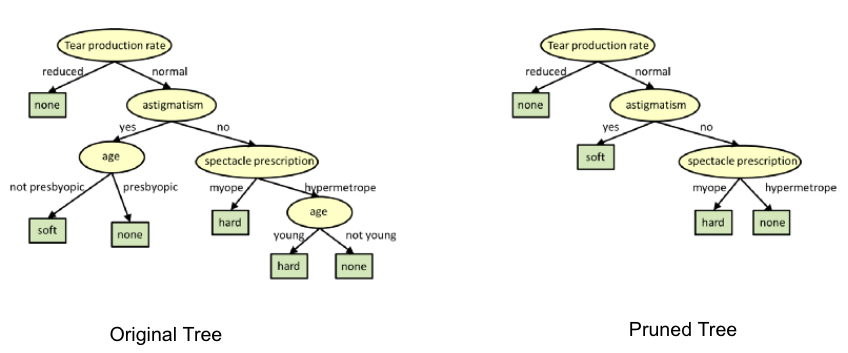 Tear production rate
reduced
normal
none
astigmatism
yes
no
age
spectacle prescription
not presbyopic
presbyopic
myope
hypermetrope
soft
none
hard
age
young
not young
hard
none
Original Tree
Tear production rate
reduced
normal
none
astigmatism
yes
no
soft
spectacle prescription
myope
hypermetrope
hard
none
Pruned Tree